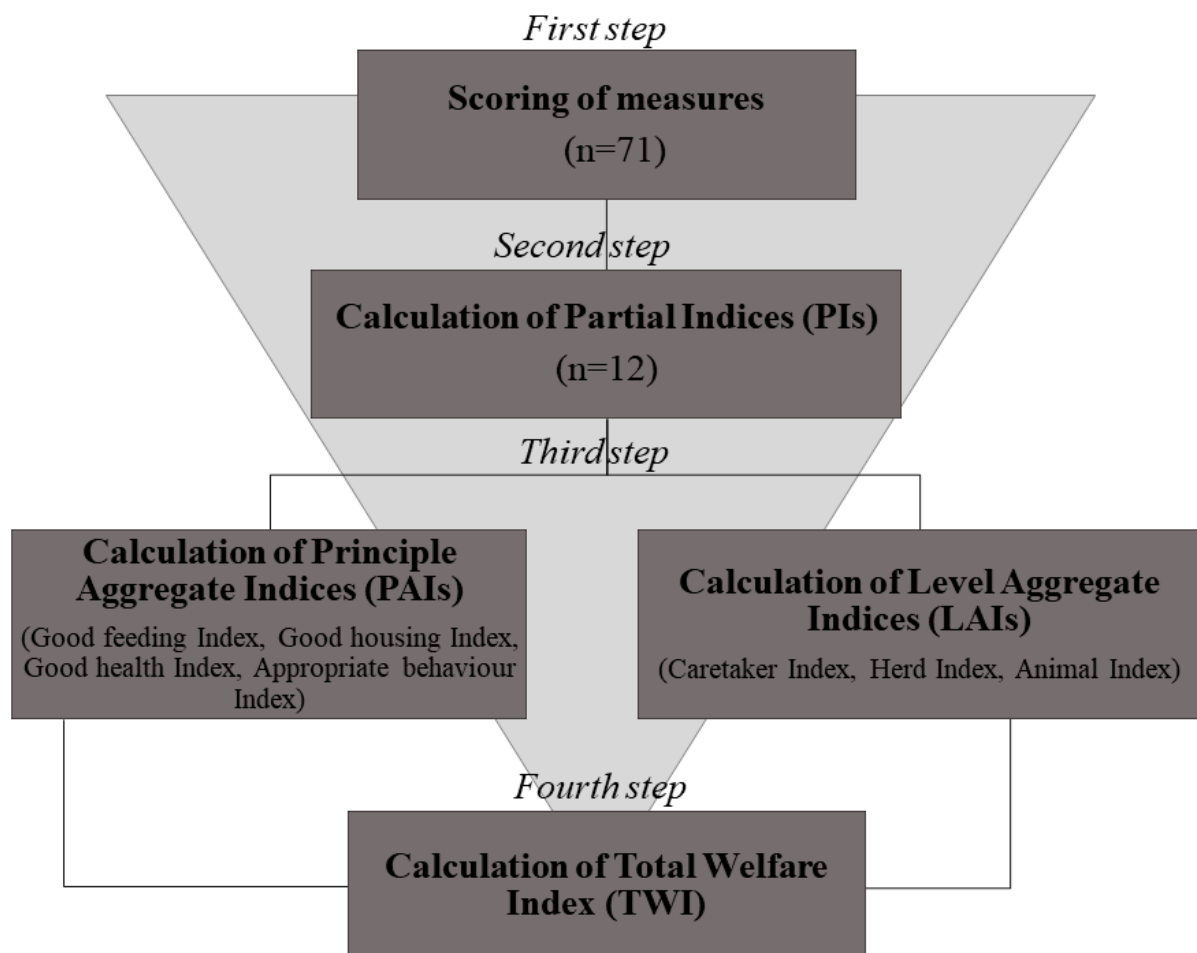 First step
Scoring of measures
(n=71)
Second step
Calculation of Partial Indices (PIs)
(n=12)
Third step
Calculation of Principle
Aggregate Indices (PAIs)
(Good feeding Index, Good housing Index,
Good health Index, Appropriate behaviour
Index)
Calculation of Level Aggregate
Indices (LAIs)
(Caretaker Index, Herd Index, Animal Index)
Fourth step
Calculation of Total Welfare
Index (TWI)